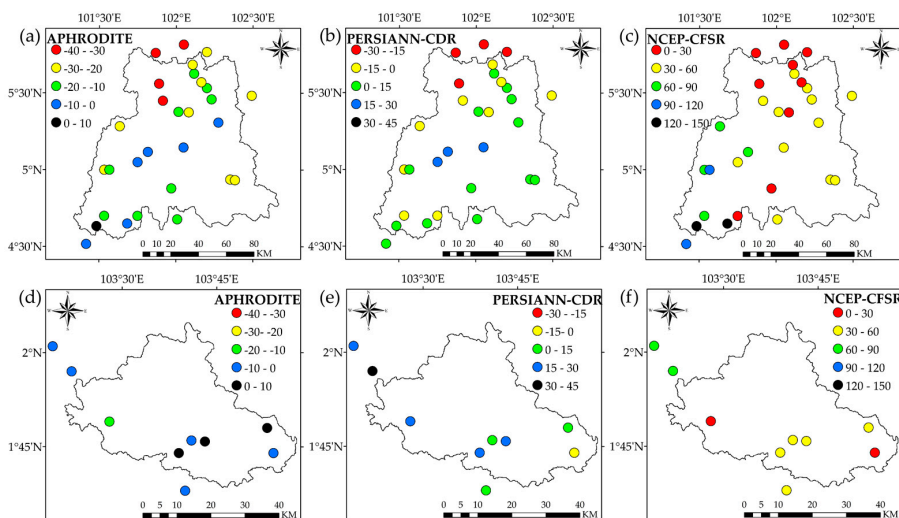 101°30'E 102°E 102°30'E
101°30'E 102°E 102°30'E
101°30'E 102°E 102°30'E
(a) APHRODITE
-40 - -30
-30- -20
-20 - -10
-10 - 0
0 - 10
5°30'N
5°N
4°30'N
0 10 20 40 60 80
KM
(b) PERSIANN-CDR
-30 - -15
-15 - 0
0 - 15
15 - 30
30 - 45
0 10 20 40 60 80
KM
(c) NCEP-CFSR
0 - 30
30 - 60
60 - 90
90 - 120
120 - 150
5°30'N
5°N
4°30'N
0 10 20 40 60 80
KM
103°30'E 103°45'E
103°30'E 103°45'E
103°30'E 103°45'E
(d) APHRODITE
-40 - -30
-30 - -20
-20 - -10
-10 - 0
0 - 10
2°N
1°45'N
0 5 10 20 30 40
KM
(e) PERSIANN-CDR
-30 - -15
-15 - 0
0 - 15
15 - 30
30 - 45
0 5 10 20 30 40
KM
(f) NCEP-CFSR
0 - 30
30 - 60
60 - 90
90 - 120
120 - 150
2°N
1°45'N
0 5 10 20 30 40
KM